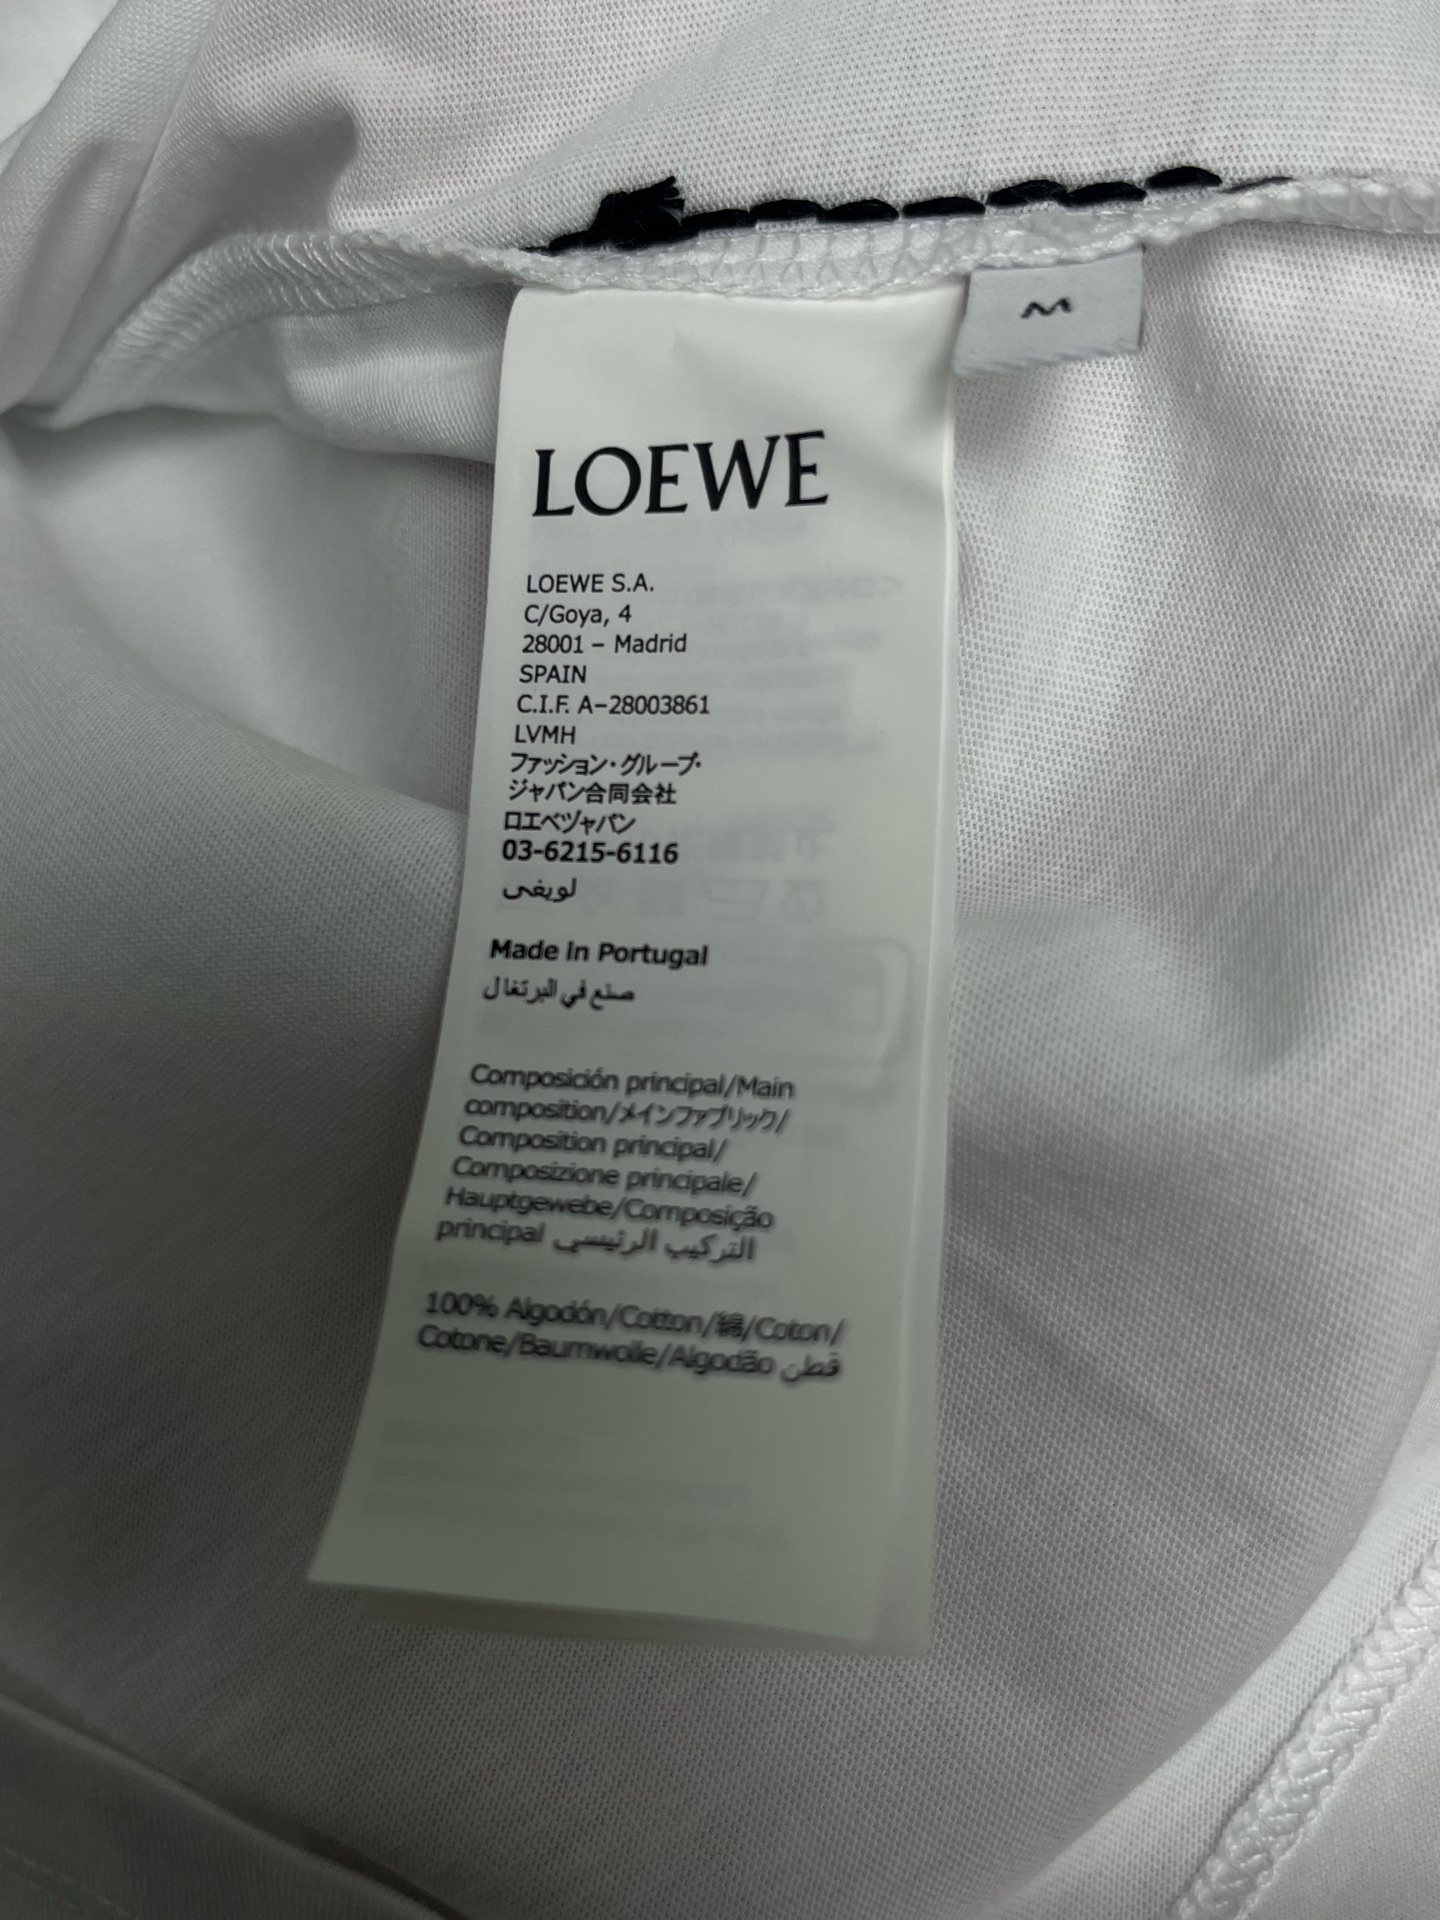 M
LOEWE
LOEWE S.A.
C/Goya, 4
28001 – Madrid
SPAIN
C.I.F. A–28003861
LVMH
ファッション・グループ・
ジャパン合同会社
ロエベジャパン
03-6215-6116
لويفي
Made in Portugal
صنع في البرتغال
Composición principal/Main
composition/メインファブリック/
Composition principal/
Composizione principale/
Hauptgewebe/Composição
principal التركيب الرئيسي
100% Algodón/Cotton/綿/Coton/
Cotone/Baumwolle/Algodão قطن